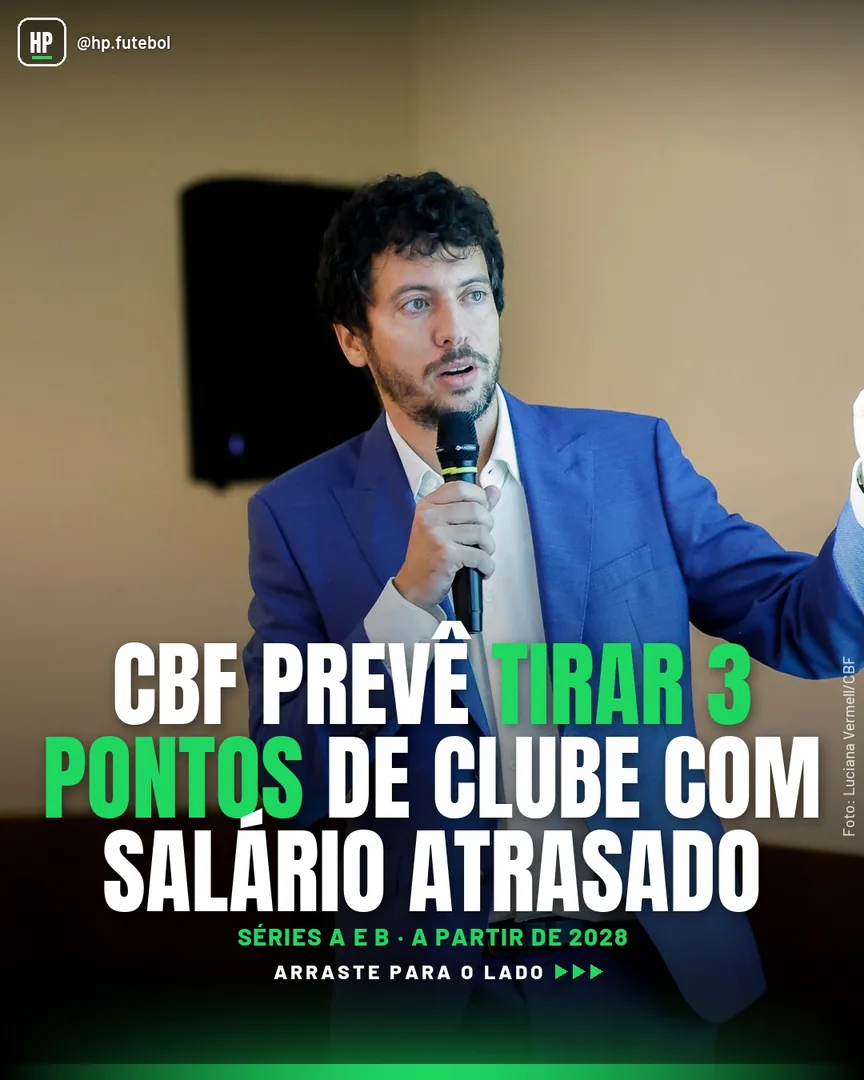 HP
@hp.futebol
CBF PREVÊ TIRAR 3
PONTOS DE CLUBE COM
SALÁRIO ATRASADO
SÉRIES A E B · A PARTIR DE 2028
ARRASTE PARA O LADO
Foto: Luciana Vermell/CBF